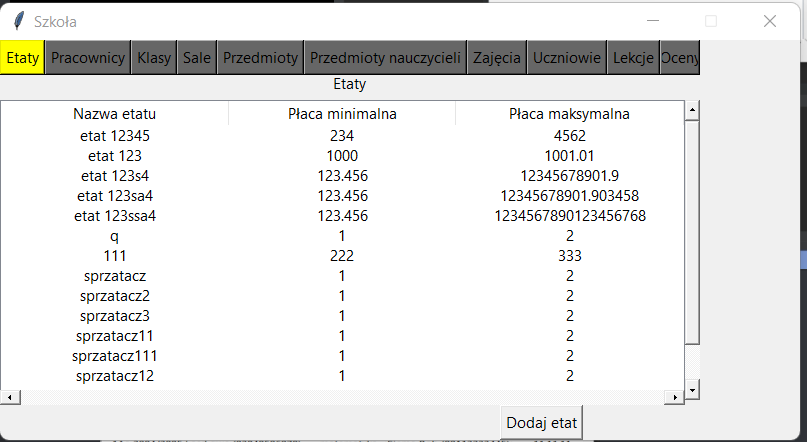 Szkoła
Etaty Pracownicy Klasy Sale Przedmioty Przedmioty nauczycieli Zajęcia Uczniowie Lekcje Oceny
Etaty
Nazwa etatu Płaca minimalna Płaca maksymalna
etat 12345 234 4562
etat 123 1000 1001.01
etat 123s4 123.456 12345678901.9
etat 123sa4 123.456 12345678901.903458
etat 123ssa4 123.456 1234567890123456768
q 1 2
111 222 333
sprzatacz 1 2
sprzatacz2 1 2
sprzatacz3 1 2
sprzatacz11 1 2
sprzatacz111 1 2
sprzatacz12 1 2
Dodaj etat